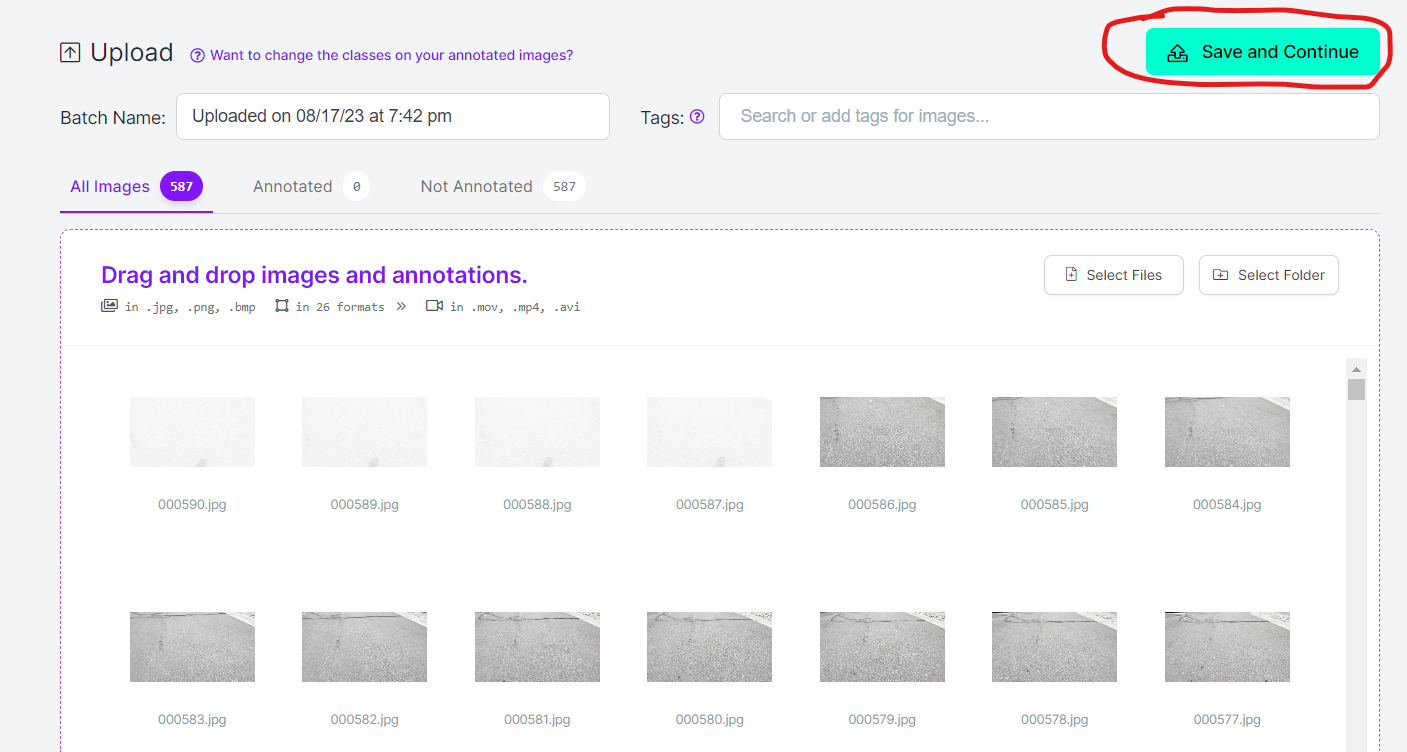 Upload
Want to change the classes on your annotated images?
Save and Continue
Batch Name:
Uploaded on 08/17/23 at 7:42 pm
Tags:
Search or add tags for images...
All Images 587
Annotated 0
Not Annotated 587
Drag and drop images and annotations.
in .jpg, .png, .bmp
in 26 formats »
in .mov, .mp4, .avi
Select Files
Select Folder
000590.jpg
000589.jpg
000588.jpg
000587.jpg
000586.jpg
000585.jpg
000584.jpg
000583.jpg
000582.jpg
000581.jpg
000580.jpg
000579.jpg
000578.jpg
000577.jpg